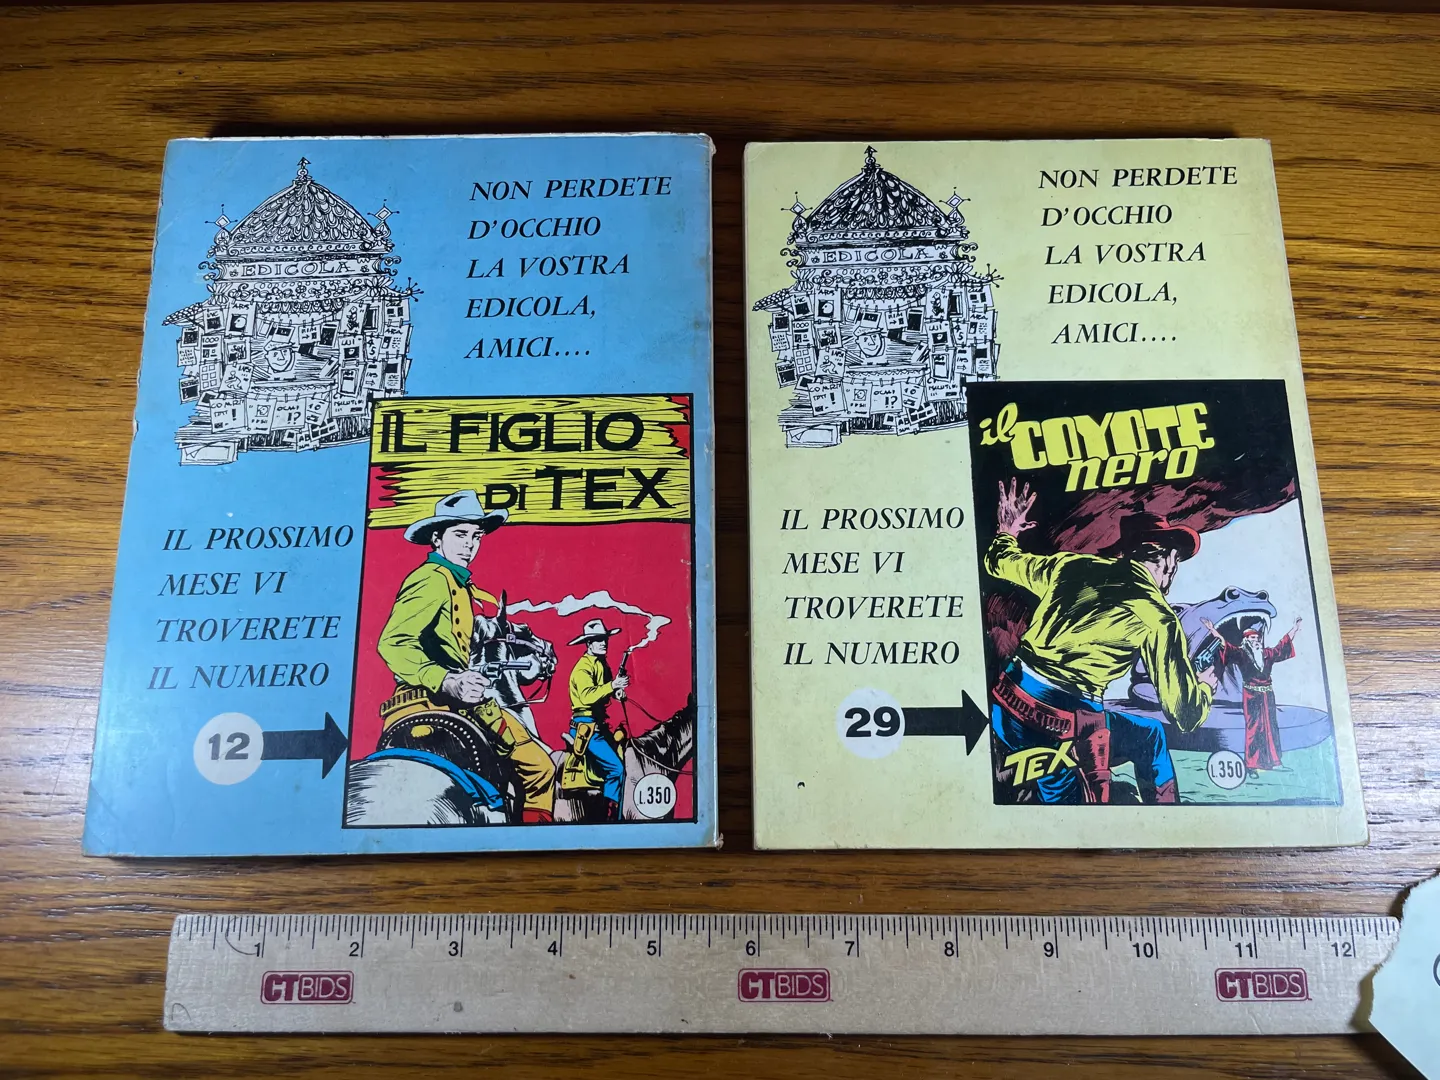 EDICOLA
NON PERDETE
D'OCCHIO
LA VOSTRA
EDICOLA,
AMICI....
IL FIGLIO
DI TEX
L.350
IL PROSSIMO
MESE VI
TROVERETE
IL NUMERO
12
EDICOLA
NON PERDETE
D'OCCHIO
LA VOSTRA
EDICOLA,
AMICI....
il COYOTE
nero
TEX
L.350
IL PROSSIMO
MESE VI
TROVERETE
IL NUMERO
29
1 2 3 4 5 6 7 8 9 10 11 12
CTBIDS CTBIDS CTBIDS